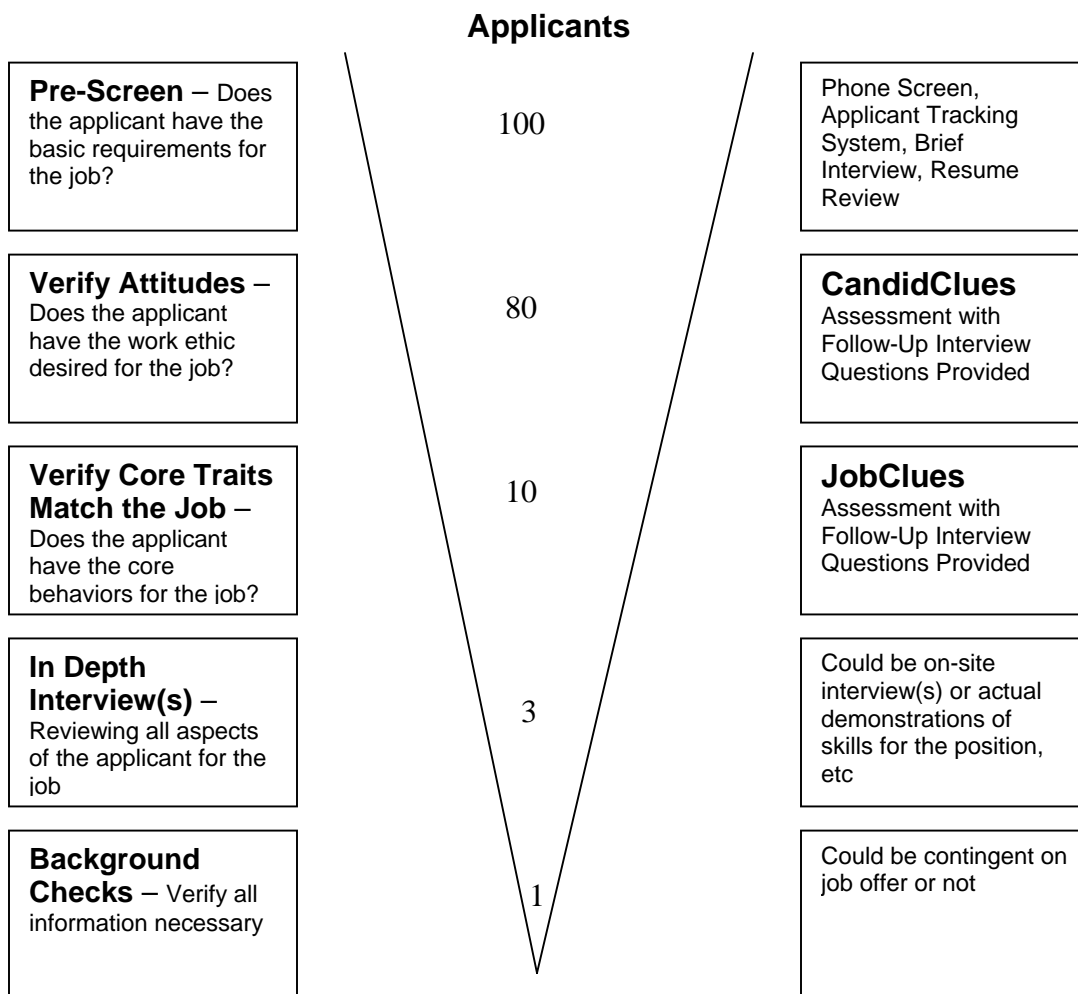 Applicants
Pre-Screen – Does
the applicant have the
basic requirements for
the job?
100
Phone Screen,
Applicant Tracking
System, Brief
Interview, Resume
Review
Verify Attitudes –
Does the applicant
have the work ethic
desired for the job?
80
CandidClues
Assessment with
Follow-Up Interview
Questions Provided
Verify Core Traits
Match the Job –
Does the applicant
have the core
behaviors for the job?
10
JobClues
Assessment with
Follow-Up Interview
Questions Provided
In Depth
Interview(s) –
Reviewing all aspects
of the applicant for the
job
3
Could be on-site
interview(s) or actual
demonstrations of
skills for the position,
etc
Background
Checks – Verify all
information necessary
1
Could be contingent on
job offer or not